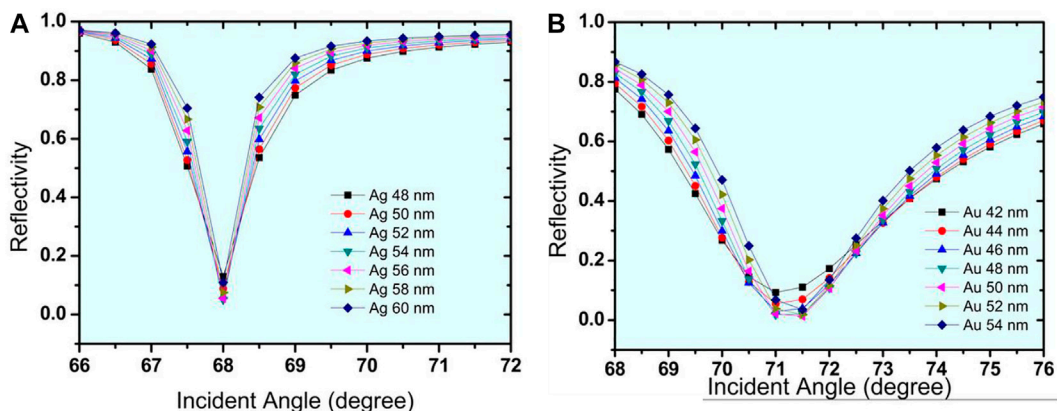 A
1.0
0.8
0.6
0.4
0.2
0.0
Reflectivity
Ag 48 nm
Ag 50 nm
Ag 52 nm
Ag 54 nm
Ag 56 nm
Ag 58 nm
Ag 60 nm
66 67 68 69 70 71 72
Incident Angle (degree)
B
1.0
0.8
0.6
0.4
0.2
0.0
Reflectivity
Au 42 nm
Au 44 nm
Au 46 nm
Au 48 nm
Au 50 nm
Au 52 nm
Au 54 nm
68 69 70 71 72 73 74 75 76
Incident Angle (degree)